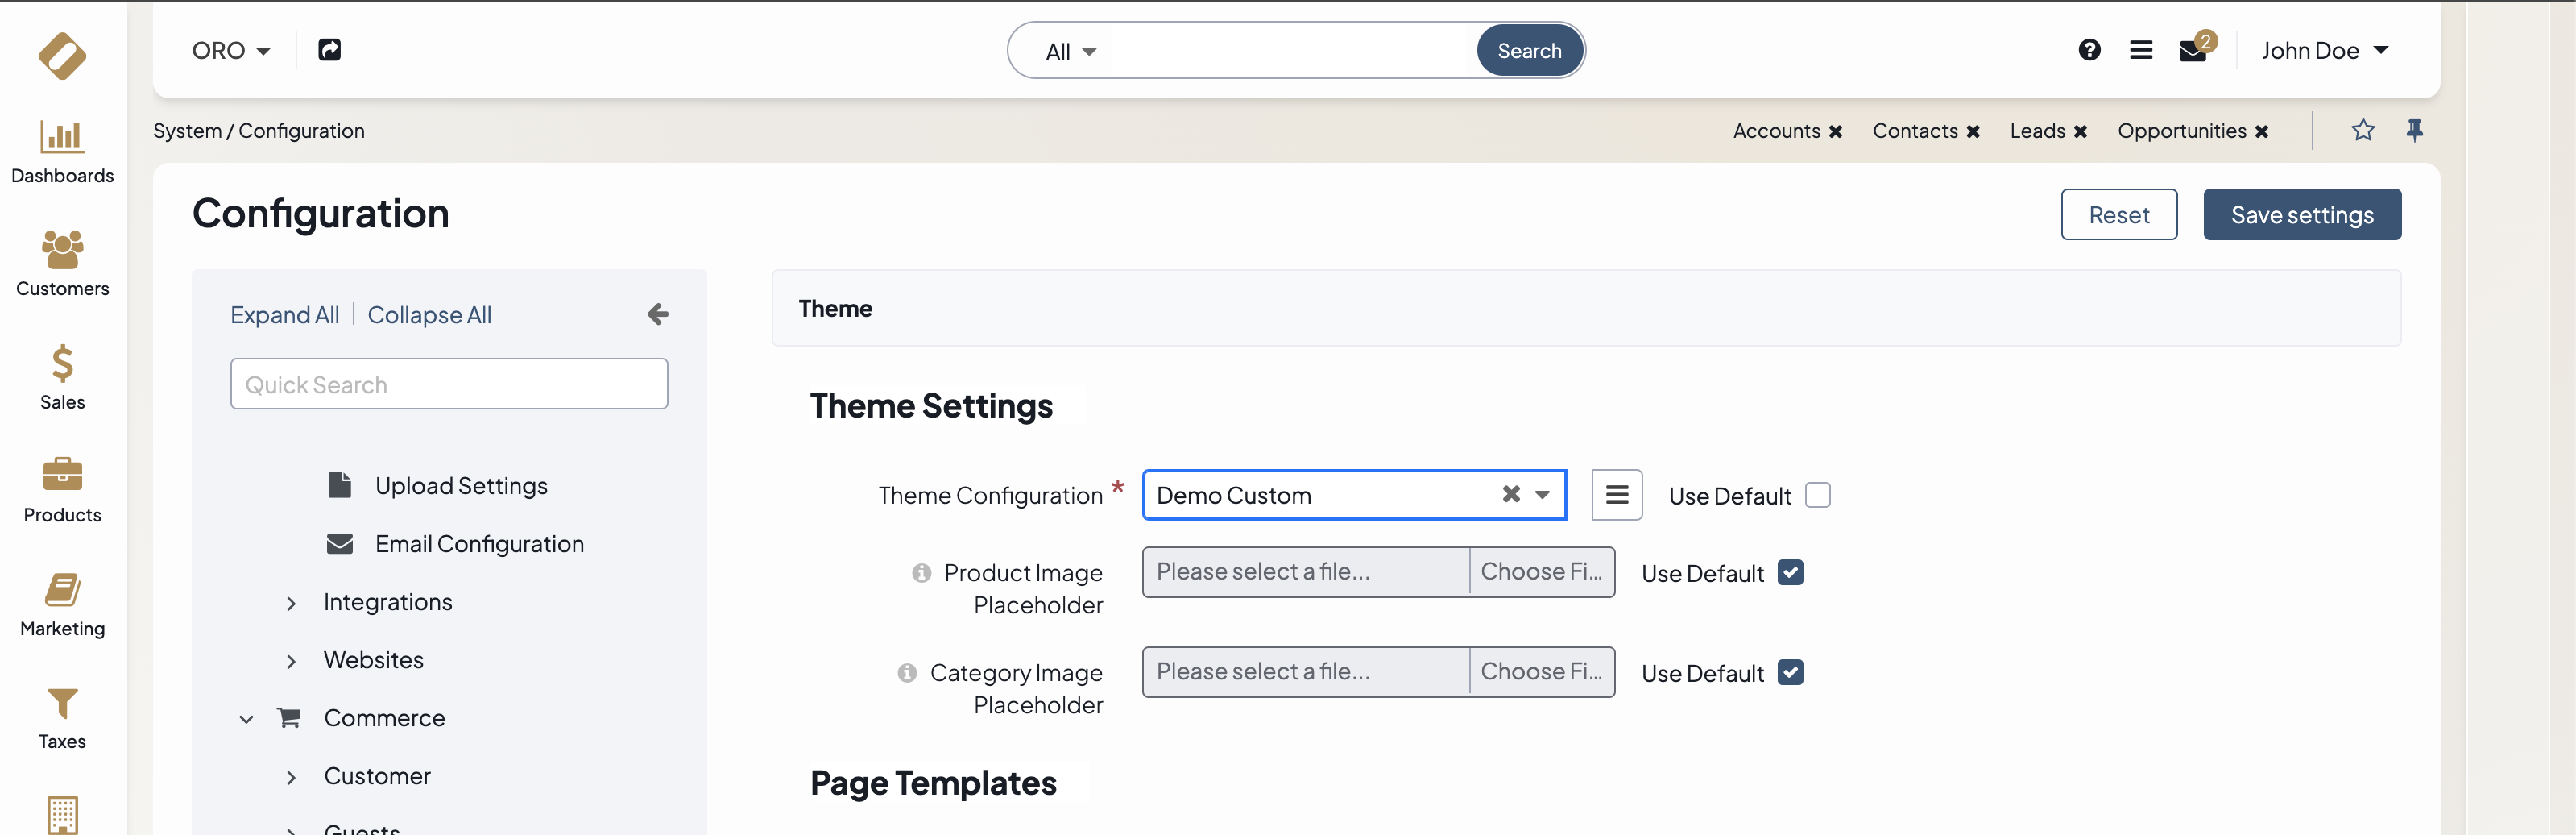 ORO
All
Search
2
John Doe
System / Configuration
Accounts Contacts Leads Opportunities
Dashboards
Customers
Sales
Products
Marketing
Taxes
Configuration
Reset
Save settings
Expand All | Collapse All
Quick Search
Upload Settings
Email Configuration
Integrations
Websites
Commerce
Customer
Guests
Theme
Theme Settings
Theme Configuration * Demo Custom Use Default
Product Image Please select a file... Choose Fi... Use Default
Placeholder
Category Image Please select a file... Choose Fi... Use Default
Placeholder
Page Templates